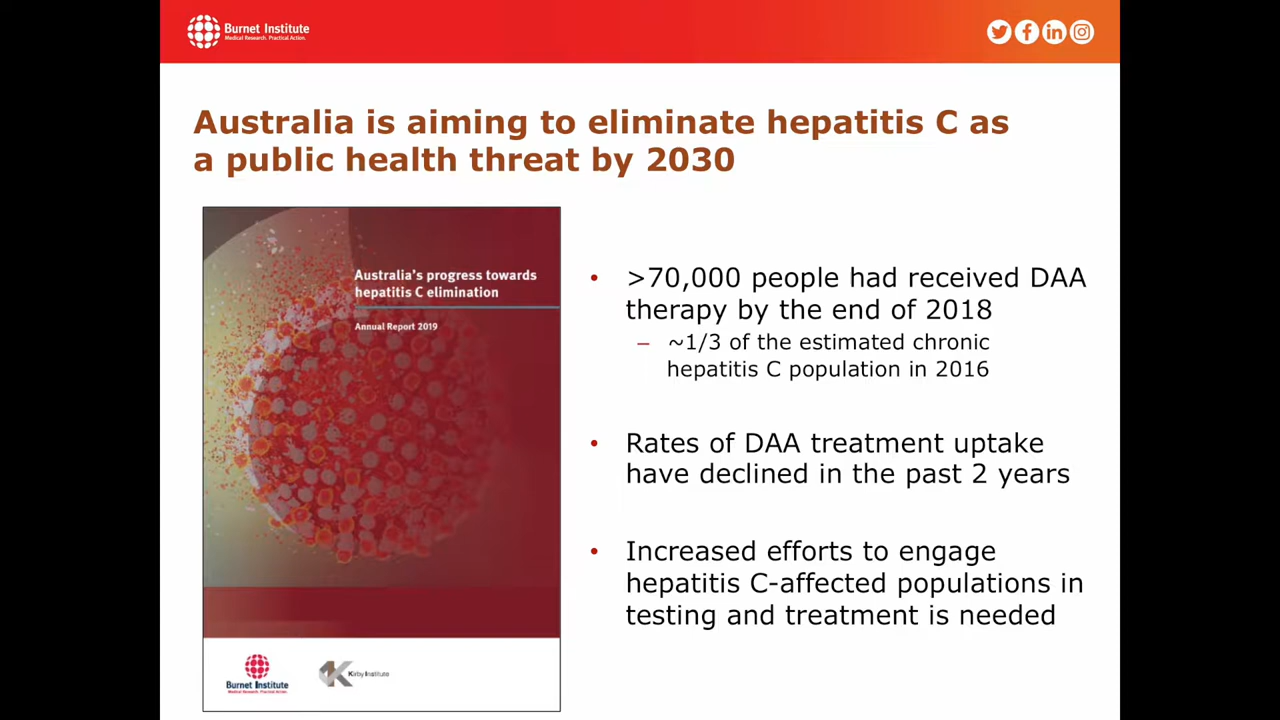 Burnet Institute
Medical Research. Practical Action.
Australia is aiming to eliminate hepatitis C as
a public health threat by 2030
Australia's progress towards
hepatitis C elimination
Annual Report 2019
Burnet Institute
Medical Research. Practical Action.
Kirby Institute
• >70,000 people had received DAA
therapy by the end of 2018
– ~1/3 of the estimated chronic
hepatitis C population in 2016
• Rates of DAA treatment uptake
have declined in the past 2 years
• Increased efforts to engage
hepatitis C-affected populations in
testing and treatment is needed